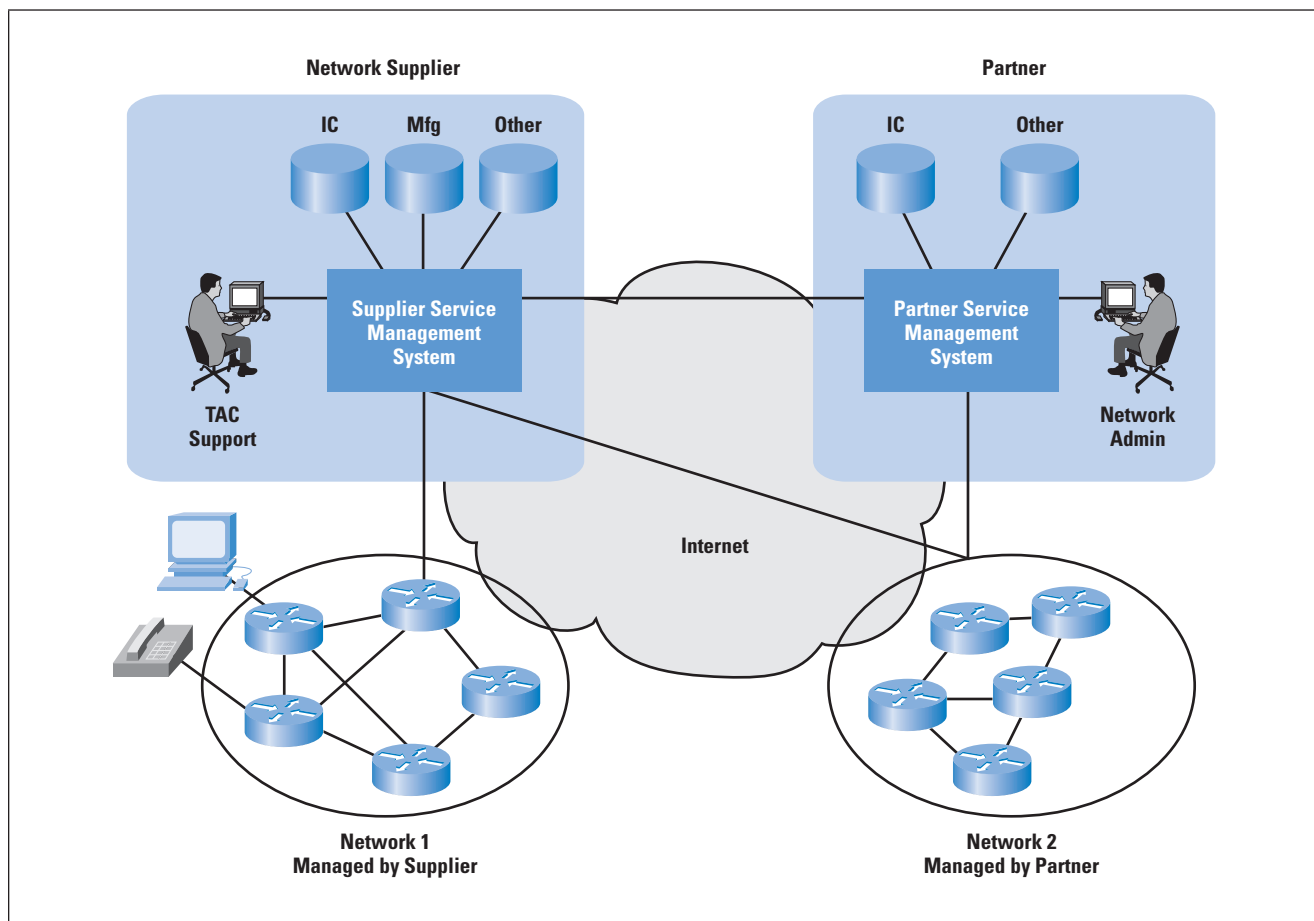 Network Supplier
Partner
IC
Mfg
Other
IC
Other
Supplier Service
Management
System
Partner Service
Management
System
TAC
Support
Network
Admin
Internet
Network 1
Managed by Supplier
Network 2
Managed by Partner